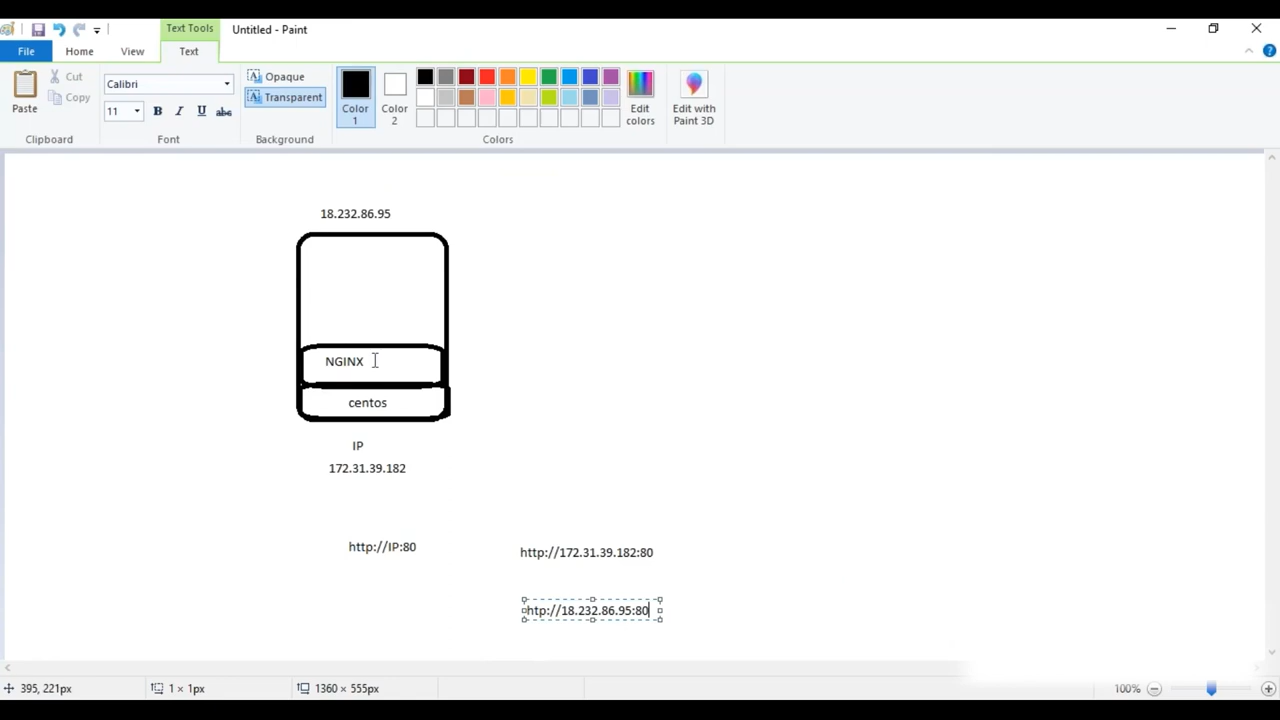 Text Tools
Untitled - Paint
File
Home
View
Text
Paste
Cut
Copy
Clipboard
Calibri
11
B I U abc
Font
A Opaque
A Transparent
Background
Color 1
Color 2
Edit colors
Colors
Edit with Paint 3D
18.232.86.95
NGINX
centos
IP
172.31.39.182
http://IP:80
http://172.31.39.182:80
htp://18.232.86.95:80
395, 221px
1 × 1px
1360 × 555px
100%